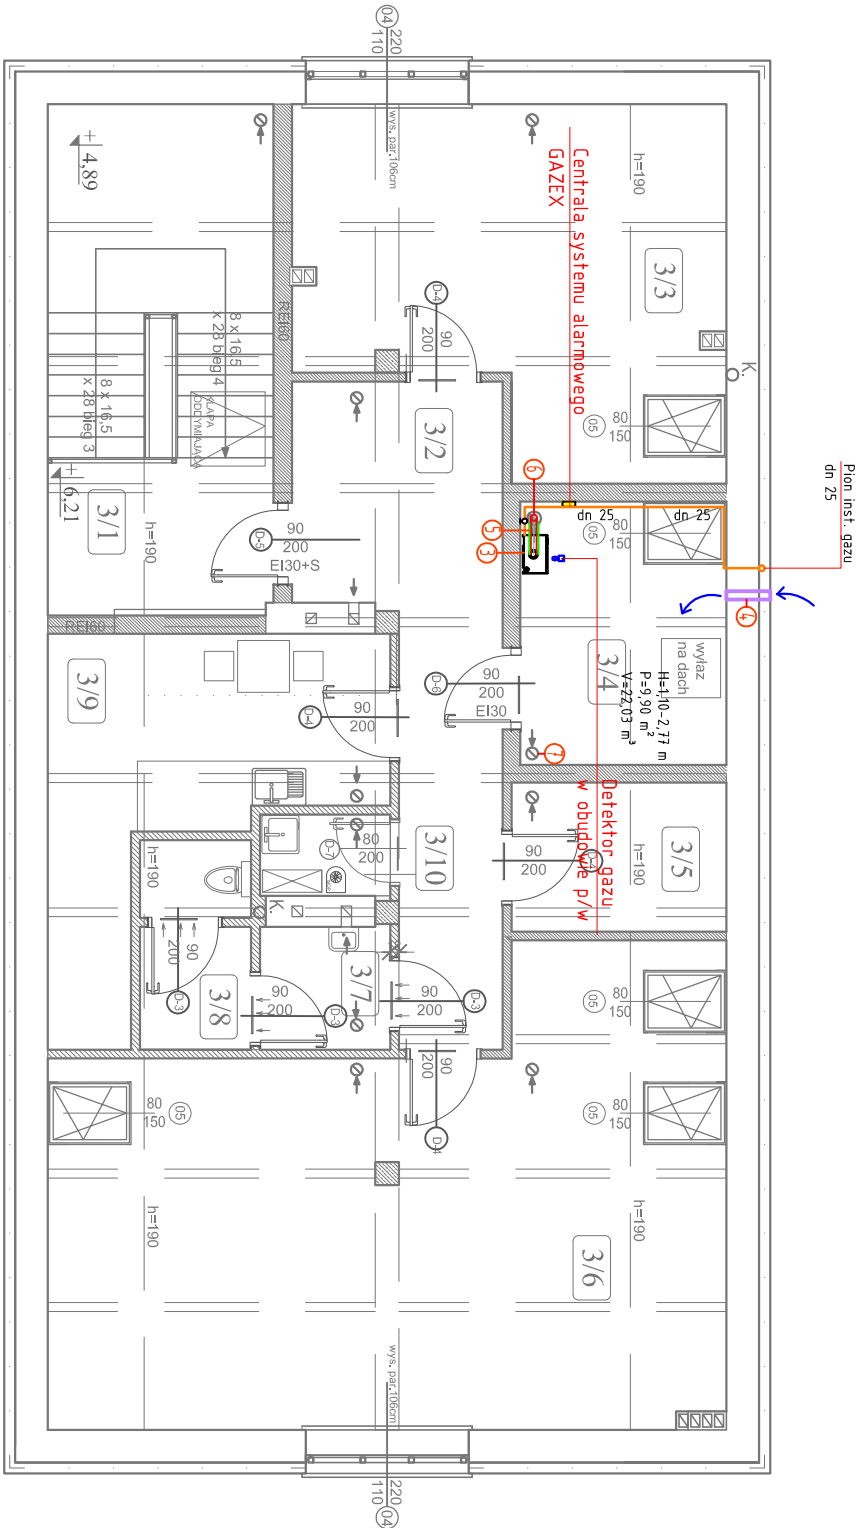 04
220
110
wys. par.106cm
+
4,89
h=190
Centrala systemu alarmowego
GAZEX
3/3
D-4
90
200
REI60
8 x 16,5
x 28 bieg 4
8 x 16,5
x 28 bieg 3
KLAPA
ODDYMIAJĄCA
K.
05
80
150
3/2
+
6,21
3/1
h=190
D-5
90
200
EI30+S
6
5
3
dn 25
dn 25
05
80
150
Pion inst. gazu
dn 25
4
wyłaz
na dach
3/4
H=1,10-2,77 m
P=9,90 m²
V=22,03 m³
REI60
3/9
D-4
90
200
D-6
90
200
EI30
7
Detektor gazu
w obudowie p/w
D-7
80
200
3/10
90
200
D-4
3/5
h=190
h=190
K.
90
200
D-3
3/8
90
200
D-3
3/7
90
200
D-3
90
200
D-4
05
80
150
05
80
150
80
150
05
h=190
h=190
3/6
wys. par.106cm
220
110
04